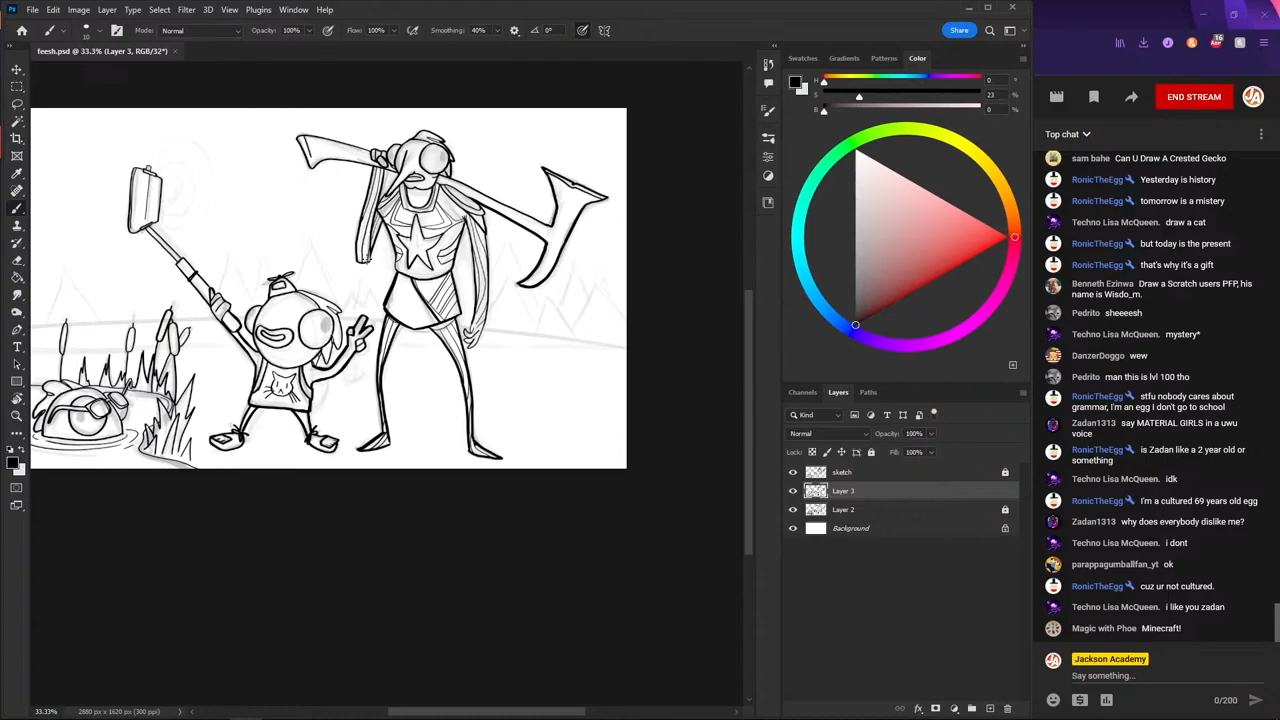 File Edit Image Layer Type Select Filter 3D View Plugins Window Help
10 Mode: Normal Opacity: 100% Flow: 100% Smoothing: 40% 0° Share
feesh.psd @ 33.3% (Layer 3, RGB/32*)
Swatches Gradients Patterns Color
H 0 °
S 23 %
B 0 %
Channels Layers Paths
Kind
Normal Opacity: 100%
Lock: Fill: 100%
sketch
Layer 3
Layer 2
Background
33.33% 2880 px x 1620 px (300 ppi)
16
END STREAM
Top chat
sam bahe Can U Draw A Crested Gecko
RonicTheEgg Yesterday is history
RonicTheEgg tomorrow is a mistery
Techno Lisa McQueen. draw a cat
RonicTheEgg but today is the present
RonicTheEgg that's why it's a gift
Benneth Ezinwa Draw a Scratch users PFP, his
name is Wisdo_m.
Pedrito sheeeesh
Techno Lisa McQueen. mystery*
DanzerDoggo wew
Pedrito man this is lvl 100 tho
RonicTheEgg stfu nobody cares about
grammar, I'm an egg I don't go to school
Zadan1313 say MATERIAL GIRLS in a uwu
voice
RonicTheEgg is Zadan like a 2 year old or
something
Techno Lisa McQueen. idk
RonicTheEgg I'm a cultured 69 years old egg
Zadan1313 why does everybody dislike me?
Techno Lisa McQueen. i dont
parappagumballfan_yt ok
RonicTheEgg cuz ur not cultured.
Techno Lisa McQueen. i like you zadan
Magic with Phoe Minecraft!
Jackson Academy
Say something...
0/200